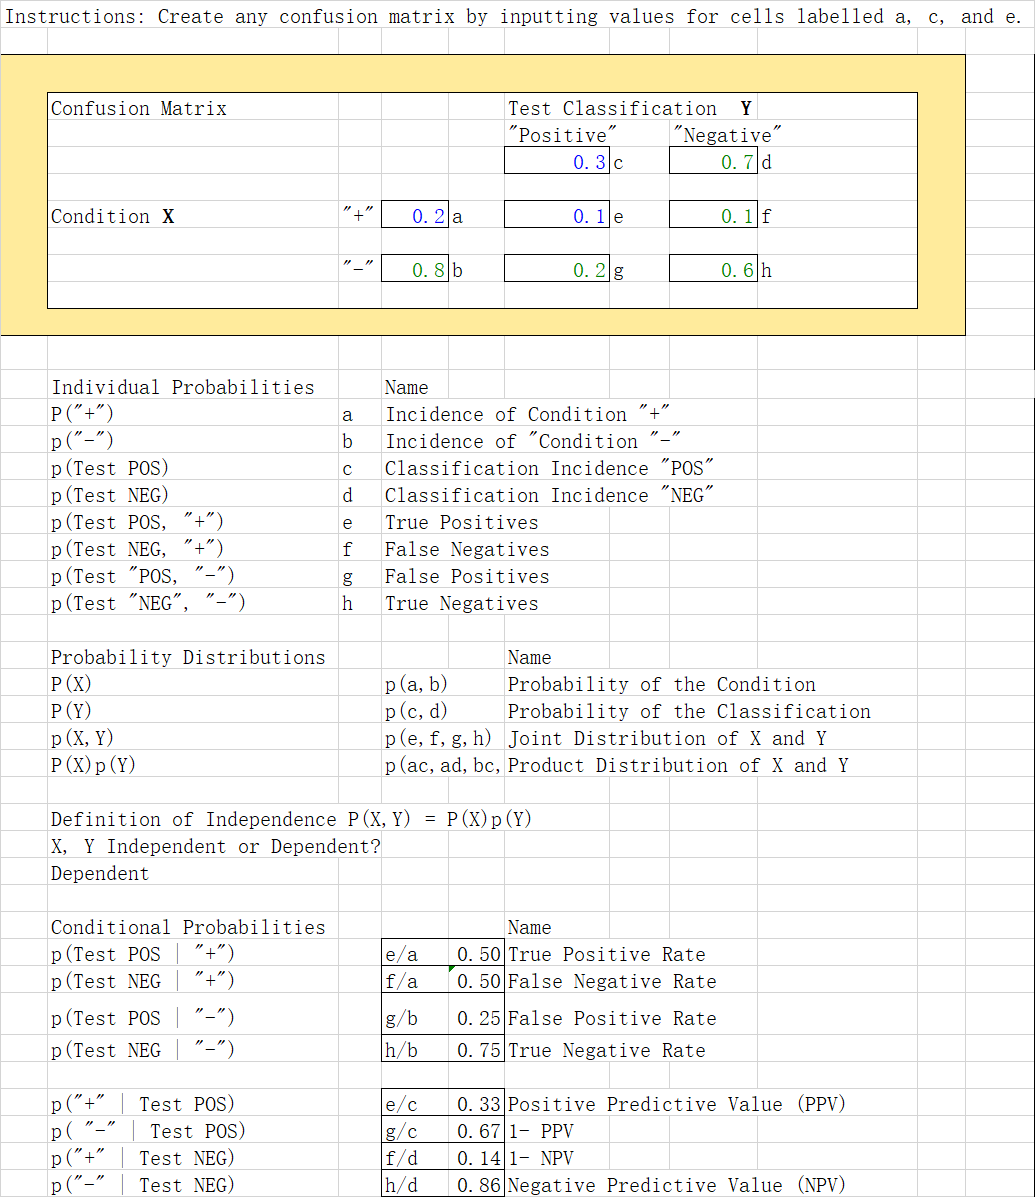 Instructions: Create any confusion matrix by inputting values for cells labelled a, c, and e.
Confusion Matrix Test Classification Y
"Positive" "Negative"
0.3 c 0.7 d
Condition X "+" 0.2 a 0.1 e 0.1 f
"-" 0.8 b 0.2 g 0.6 h
Individual Probabilities Name
P("+") a Incidence of Condition "+"
p("-") b Incidence of "Condition "-"
p(Test POS) c Classification Incidence "POS"
p(Test NEG) d Classification Incidence "NEG"
p(Test POS, "+") e True Positives
p(Test NEG, "+") f False Negatives
p(Test "POS, "-") g False Positives
p(Test "NEG", "-") h True Negatives
Probability Distributions Name
P(X) p(a,b) Probability of the Condition
P(Y) p(c,d) Probability of the Classification
p(X,Y) p(e,f,g,h) Joint Distribution of X and Y
P(X)p(Y) p(ac,ad,bc, Product Distribution of X and Y
Definition of Independence P(X,Y) = P(X)p(Y)
X, Y Independent or Dependent?
Dependent
Conditional Probabilities Name
p(Test POS | "+") e/a 0.50 True Positive Rate
p(Test NEG | "+") f/a 0.50 False Negative Rate
p(Test POS | "-") g/b 0.25 False Positive Rate
p(Test NEG | "-") h/b 0.75 True Negative Rate
p("+" | Test POS) e/c 0.33 Positive Predictive Value (PPV)
p( "-" | Test POS) g/c 0.67 1- PPV
p("+" | Test NEG) f/d 0.14 1- NPV
p("-" | Test NEG) h/d 0.86 Negative Predictive Value (NPV)